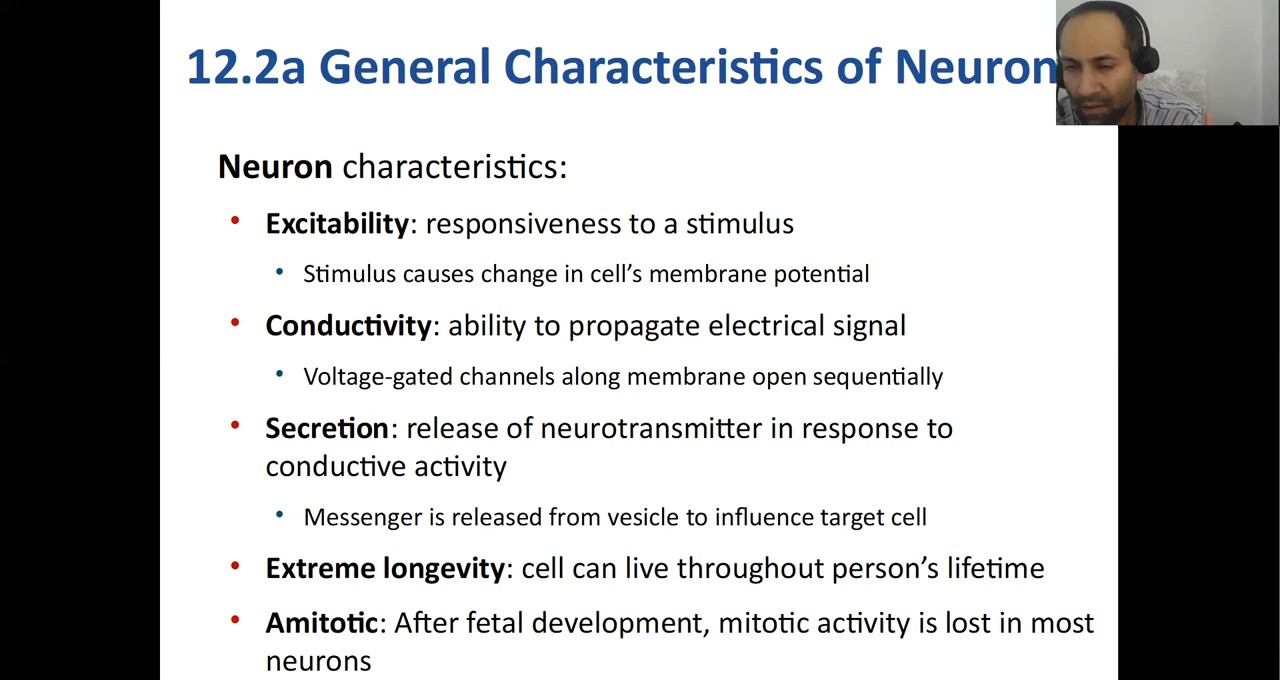 12.2a General Characteristics of Neuron
Neuron characteristics:
• Excitability: responsiveness to a stimulus
• Stimulus causes change in cell’s membrane potential
• Conductivity: ability to propagate electrical signal
• Voltage-gated channels along membrane open sequentially
• Secretion: release of neurotransmitter in response to
conductive activity
• Messenger is released from vesicle to influence target cell
• Extreme longevity: cell can live throughout person’s lifetime
• Amitotic: After fetal development, mitotic activity is lost in most
neurons